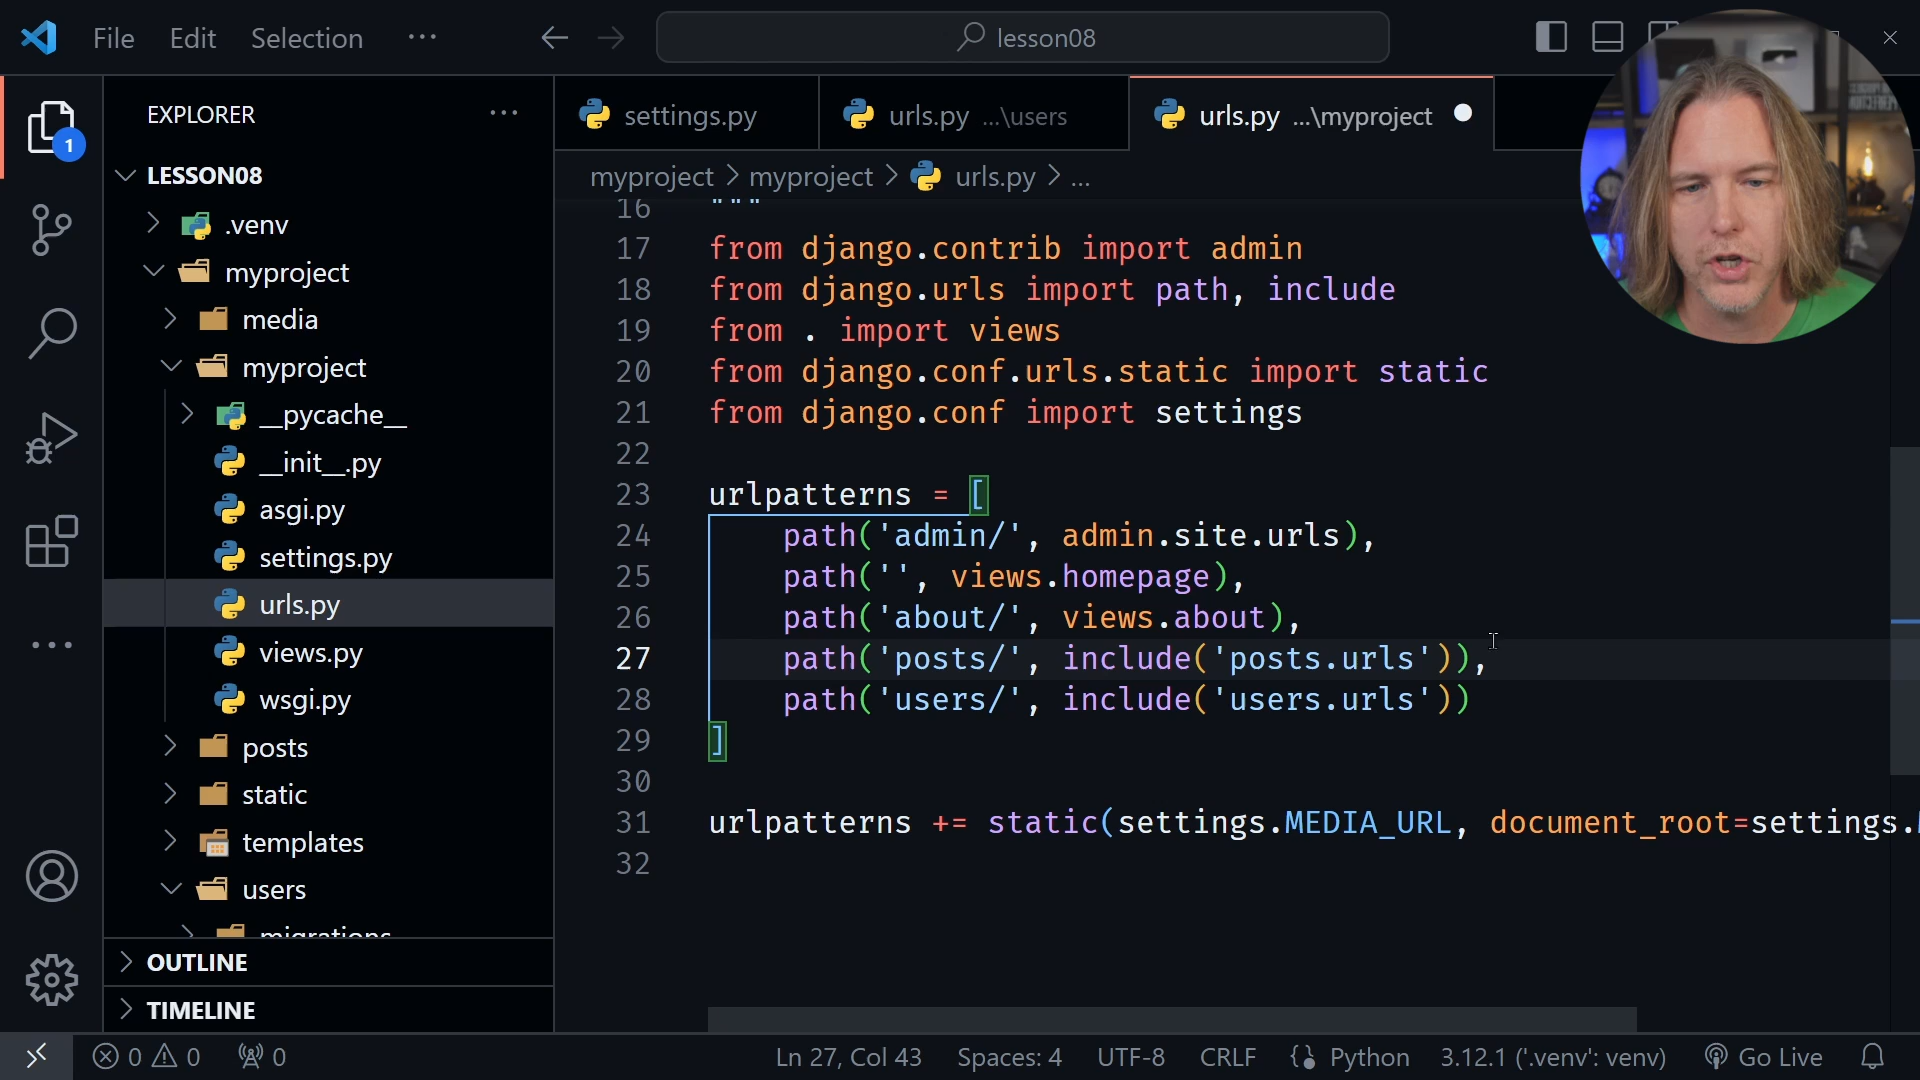 File Edit Selection ··· lesson08
EXPLORER ···
1
LESSON08
.venv
myproject
media
myproject
__pycache__
__init__.py
asgi.py
settings.py
urls.py
views.py
wsgi.py
posts
static
templates
users
migrations
OUTLINE
TIMELINE
settings.py urls.py ...\users urls.py ...\myproject
myproject > myproject > urls.py > ...
16 """
17 from django.contrib import admin
18 from django.urls import path, include
19 from . import views
20 from django.conf.urls.static import static
21 from django.conf import settings
22
23 urlpatterns = [
24 path('admin/', admin.site.urls),
25 path('', views.homepage),
26 path('about/', views.about),
27 path('posts/', include('posts.urls')),
28 path('users/', include('users.urls'))
29 ]
30
31 urlpatterns += static(settings.MEDIA_URL, document_root=settings.
32
0 0 0 Ln 27, Col 43 Spaces: 4 UTF-8 CRLF Python 3.12.1 ('.venv': venv) Go Live